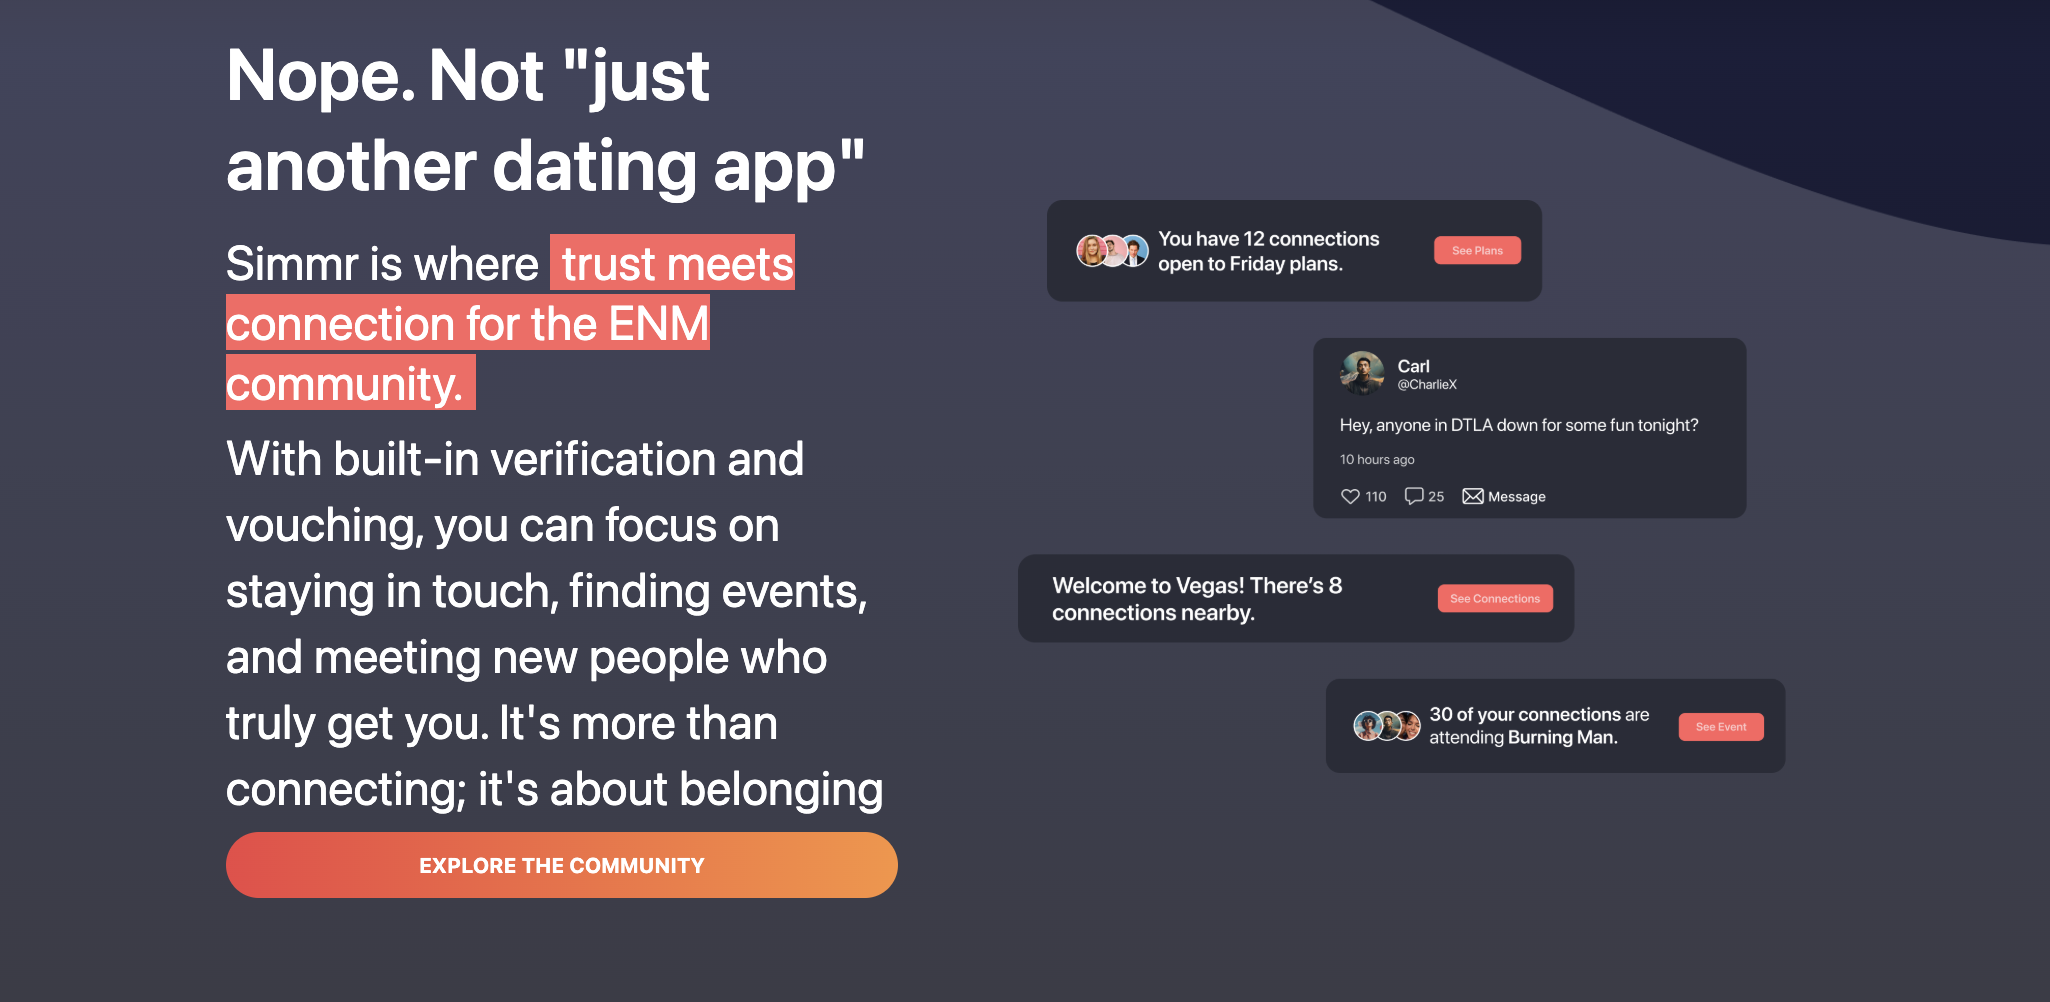 Nope. Not "just
another dating app"
Simmr is where trust meets
connection for the ENM
community.
With built-in verification and
vouching, you can focus on
staying in touch, finding events,
and meeting new people who
truly get you. It's more than
connecting; it's about belonging
EXPLORE THE COMMUNITY
You have 12 connections
open to Friday plans.
See Plans
Carl
@CharlieX
Hey, anyone in DTLA down for some fun tonight?
10 hours ago
110 25 Message
Welcome to Vegas! There’s 8
connections nearby.
See Connections
30 of your connections are
attending Burning Man.
See Event